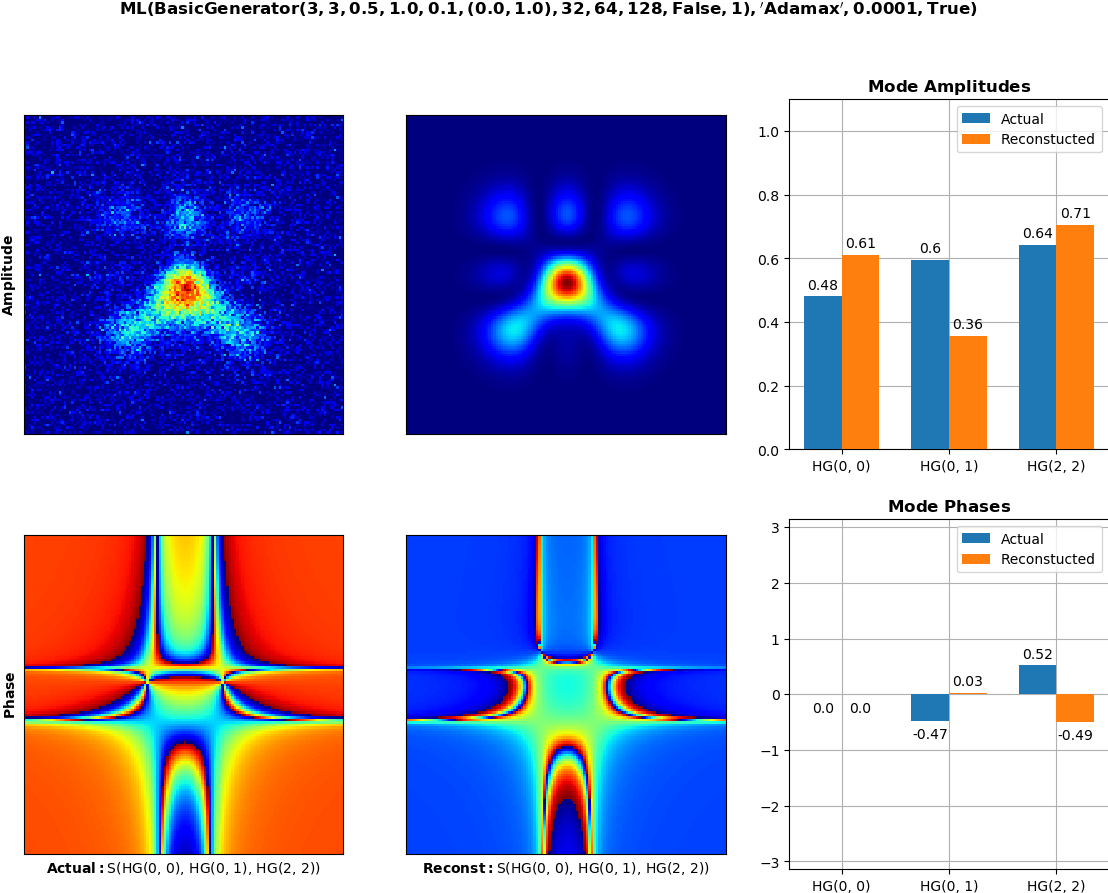 ML(BasicGenerator(3, 3, 0.5, 1.0, 0.1, (0.0, 1.0), 32, 64, 128, False, 1), ′Adamax′, 0.0001, True)
Amplitude
Mode Amplitudes
Actual
Reconstucted
1.0
0.8
0.6
0.4
0.2
0.0
0.48
0.61
0.6
0.36
0.64
0.71
HG(0, 0)
HG(0, 1)
HG(2, 2)
Phase
Actual: S(HG(0, 0), HG(0, 1), HG(2, 2))
Reconst: S(HG(0, 0), HG(0, 1), HG(2, 2))
Mode Phases
Actual
Reconstucted
3
2
1
0
−1
−2
−3
0.0
0.0
-0.47
0.03
0.52
-0.49
HG(0, 0)
HG(0, 1)
HG(2, 2)